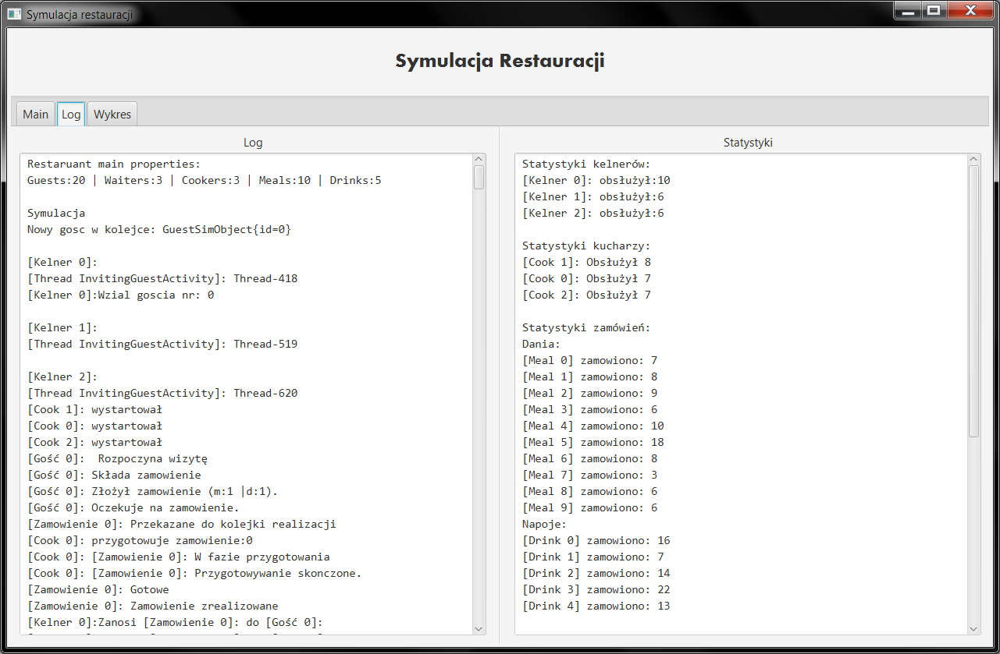 Symulacja restauracji
Symulacja Restauracji
Main
Log
Wykres
Log
Restaruant main properties:
Guests:20 | Waiters:3 | Cookers:3 | Meals:10 | Drinks:5
Symulacja
Nowy gosc w kolejce: GuestSimObject{id=0}
[Kelner 0]:
[Thread InvitingGuestActivity]: Thread-418
[Kelner 0]:Wzial goscia nr: 0
[Kelner 1]:
[Thread InvitingGuestActivity]: Thread-519
[Kelner 2]:
[Thread InvitingGuestActivity]: Thread-620
[Cook 1]: wystartował
[Cook 0]: wystartował
[Cook 2]: wystartował
[Gość 0]:  Rozpoczyna wizytę
[Gość 0]: Składa zamowienie
[Gość 0]: Złożył zamowienie (m:1 |d:1).
[Gość 0]: Oczekuje na zamowienie.
[Zamowienie 0]: Przekazane do kolejki realizacji
[Cook 0]: przygotowuje zamowienie:0
[Cook 0]: [Zamowienie 0]: W fazie przygotowania
[Cook 0]: [Zamowienie 0]: Przygotowywanie skonczone.
[Zamowienie 0]: Gotowe
[Zamowienie 0]: Zamowienie zrealizowane
[Kelner 0]:Zanosi [Zamowienie 0]: do [Gość 0]:
Statystyki
Statystyki kelnerów:
[Kelner 0]: obsłużył:10
[Kelner 1]: obsłużył:6
[Kelner 2]: obsłużył:6
Statystyki kucharzy:
[Cook 1]: Obsłużył 8
[Cook 0]: Obsłużył 7
[Cook 2]: Obsłużył 7
Statystyki zamówień:
Dania:
[Meal 0] zamowiono: 7
[Meal 1] zamowiono: 8
[Meal 2] zamowiono: 9
[Meal 3] zamowiono: 6
[Meal 4] zamowiono: 10
[Meal 5] zamowiono: 18
[Meal 6] zamowiono: 8
[Meal 7] zamowiono: 3
[Meal 8] zamowiono: 6
[Meal 9] zamowiono: 6
Napoje:
[Drink 0] zamowiono: 16
[Drink 1] zamowiono: 7
[Drink 2] zamowiono: 14
[Drink 3] zamowiono: 22
[Drink 4] zamowiono: 13